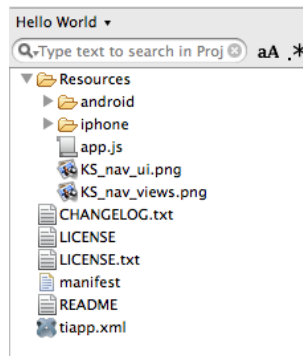 Hello World
Type text to search in Proj aA .*
Resources
android
iphone
app.js
KS_nav_ui.png
KS_nav_views.png
CHANGELOG.txt
LICENSE
LICENSE.txt
manifest
README
tiapp.xml